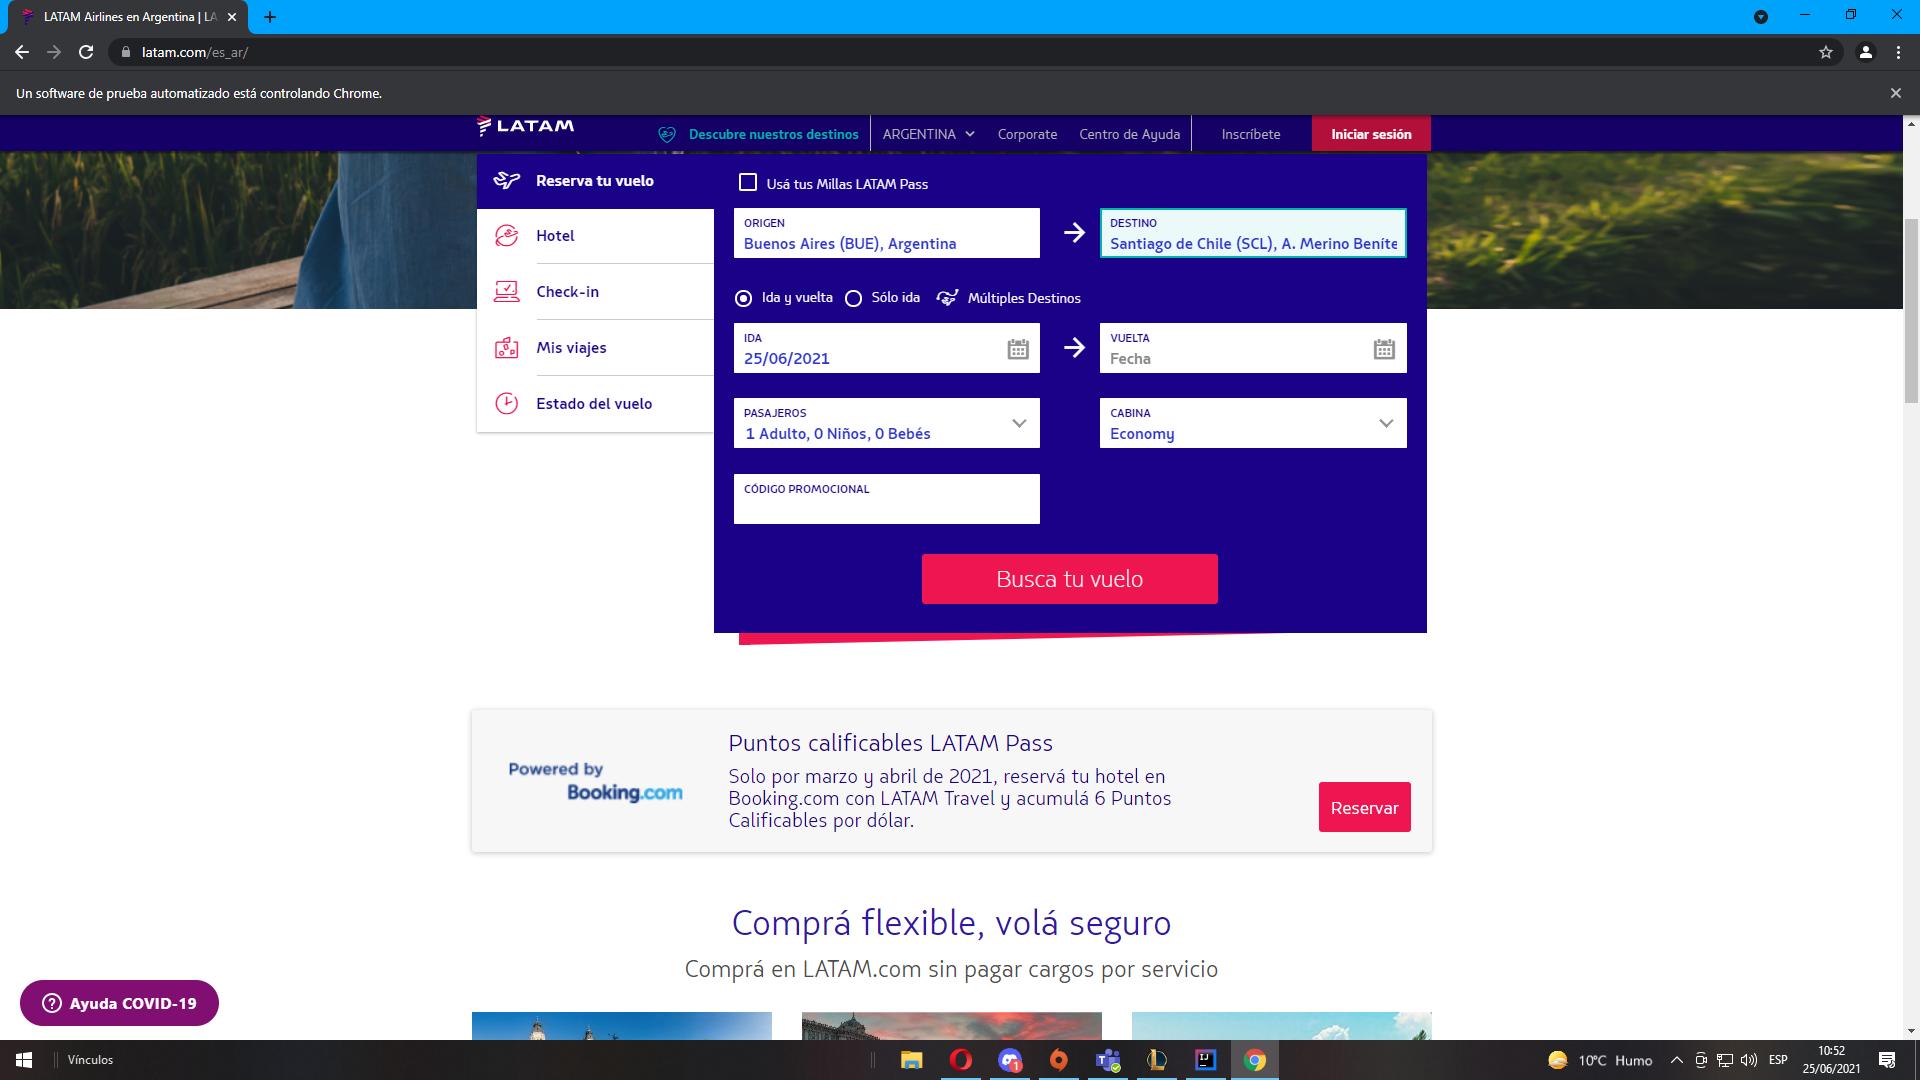 LATAM Airlines en Argentina | LA
latam.com/es_ar/
Un software de prueba automatizado está controlando Chrome.
LATAM
Descubre nuestros destinos
ARGENTINA
Corporate
Centro de Ayuda
Inscríbete
Iniciar sesión
Reserva tu vuelo
Hotel
Check-in
Mis viajes
Estado del vuelo
Usá tus Millas LATAM Pass
ORIGEN
Buenos Aires (BUE), Argentina
DESTINO
Santiago de Chile (SCL), A. Merino Beníte
Ida y vuelta
Sólo ida
Múltiples Destinos
IDA
25/06/2021
VUELTA
Fecha
PASAJEROS
1 Adulto, 0 Niños, 0 Bebés
CABINA
Economy
CÓDIGO PROMOCIONAL
Busca tu vuelo
Powered by
Booking.com
Puntos calificables LATAM Pass
Solo por marzo y abril de 2021, reservá tu hotel en
Booking.com con LATAM Travel y acumulá 6 Puntos
Calificables por dólar.
Reservar
Comprá flexible, volá seguro
Comprá en LATAM.com sin pagar cargos por servicio
? Ayuda COVID-19
Vínculos
1
IJ
10°C Humo
ESP
10:52
25/06/2021